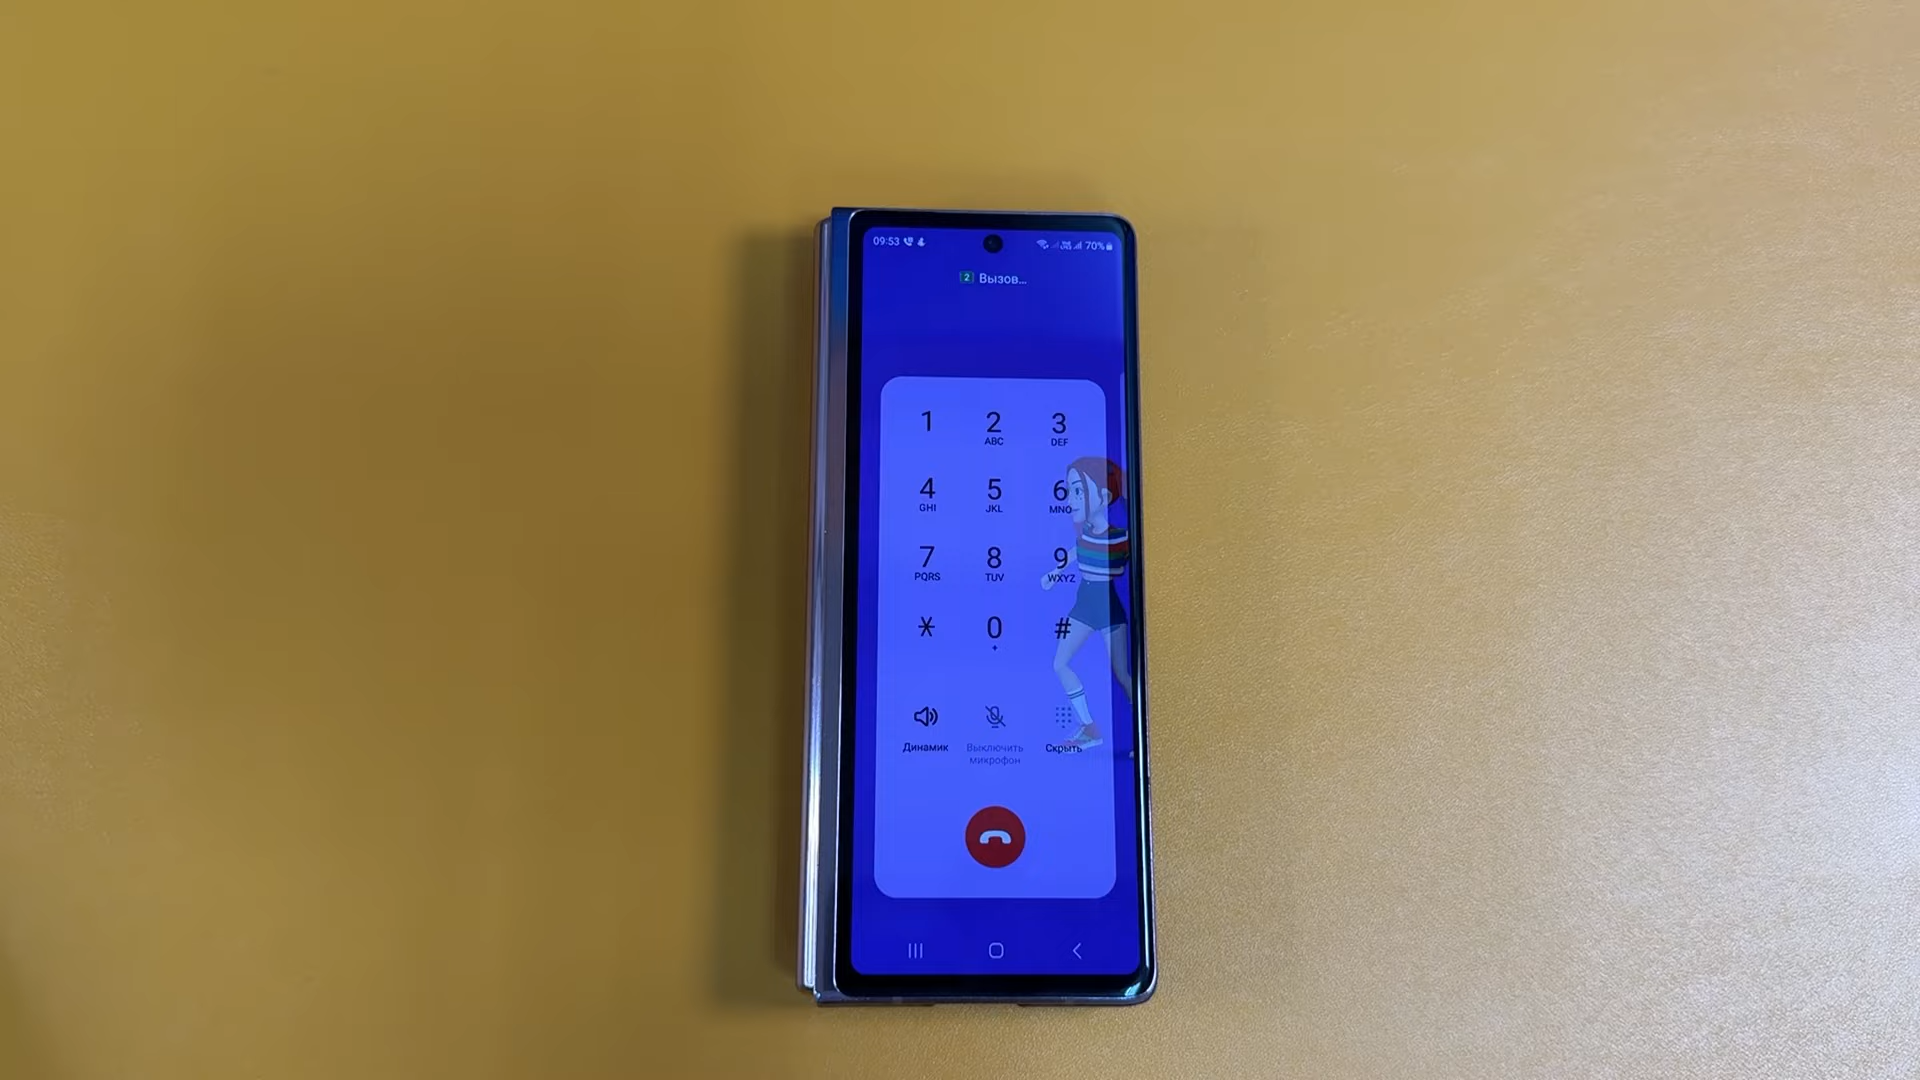 09:53
70%
2 Вызов...
1 2 3
ABC DEF
4 5 6
GHI JKL MNO
7 8 9
PQRS TUV WXYZ
* 0 #
+
Динамик Выключить Скрыть
микрофон